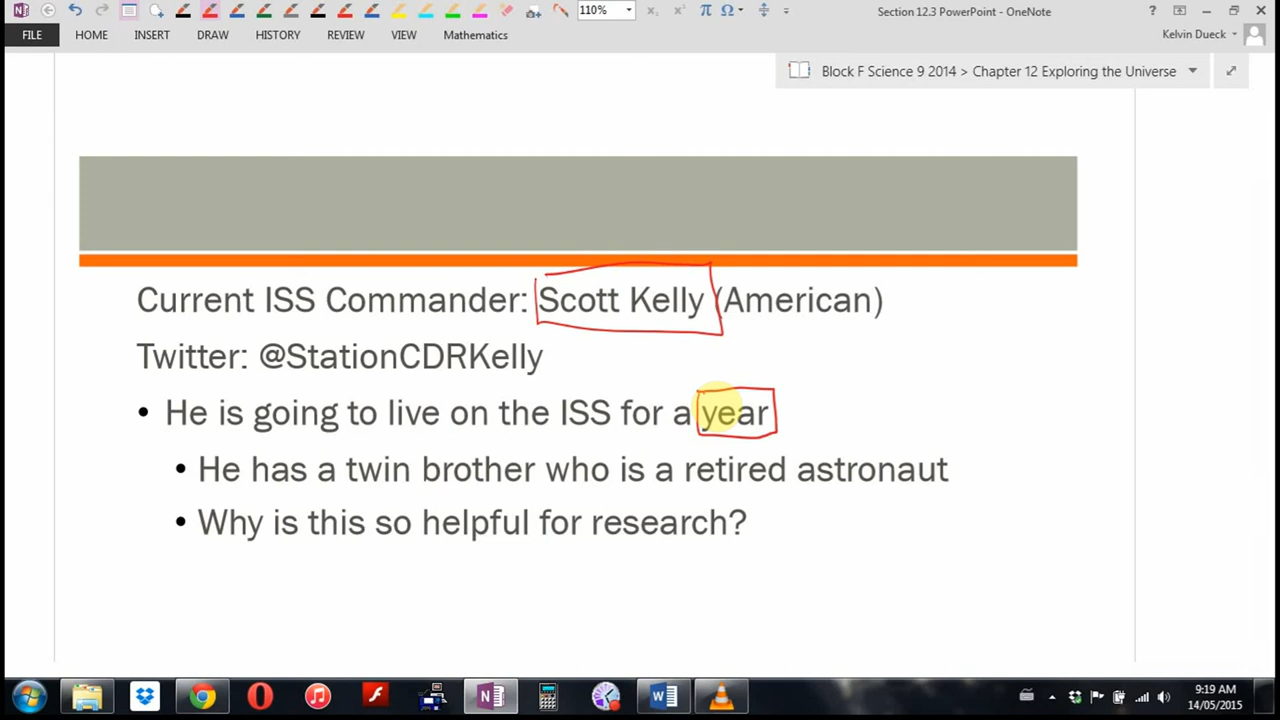 110%
Section 12.3 PowerPoint - OneNote
FILE HOME INSERT DRAW HISTORY REVIEW VIEW Mathematics
Kelvin Dueck
Block F Science 9 2014 > Chapter 12 Exploring the Universe
Current ISS Commander: Scott Kelly (American)
Twitter: @StationCDRKelly
• He is going to live on the ISS for a year
• He has a twin brother who is a retired astronaut
• Why is this so helpful for research?
9:19 AM
14/05/2015